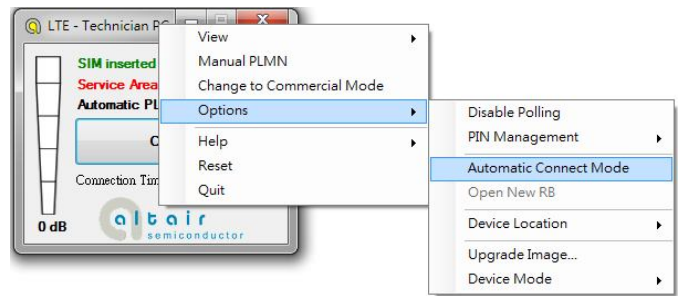 LTE - Technician P
SIM inserted
Service Area
Automatic PL
C
Connection Tim
0 dB
altair
semiconductor
View
Manual PLMN
Change to Commercial Mode
Options
Help
Reset
Quit
Disable Polling
PIN Management
Automatic Connect Mode
Open New RB
Device Location
Upgrade Image...
Device Mode